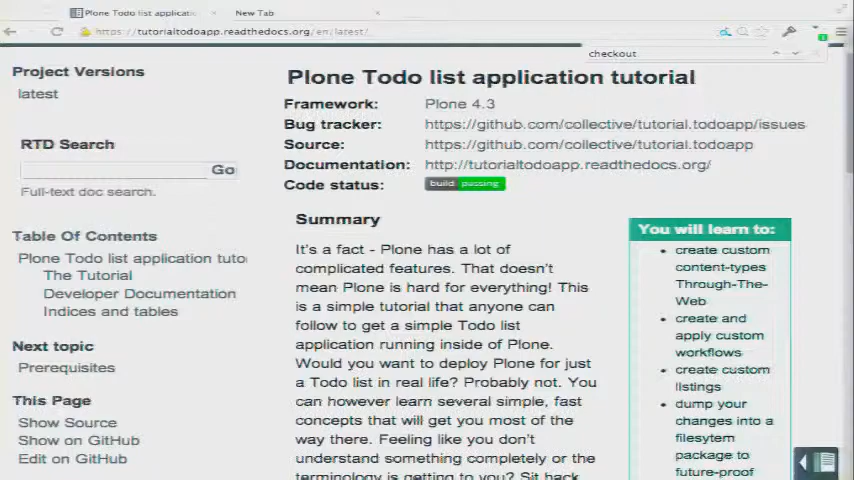 Plone Todo list applicat
New Tab
https://tutorialtodoapp.readthedocs.org/en/latest/
checkout
Project Versions
latest
RTD Search
Go
Full-text doc search.
Table Of Contents
Plone Todo list application tuto
The Tutorial
Developer Documentation
Indices and tables
Next topic
Prerequisites
This Page
Show Source
Show on GitHub
Edit on GitHub
Plone Todo list application tutorial
Framework: Plone 4.3
Bug tracker: https://github.com/collective/tutorial.todoapp/issues
Source: https://github.com/collective/tutorial.todoapp
Documentation: http://tutorialtodoapp.readthedocs.org/
Code status: build passing
Summary
It's a fact - Plone has a lot of
complicated features. That doesn't
mean Plone is hard for everything! This
is a simple tutorial that anyone can
follow to get a simple Todo list
application running inside of Plone.
Would you want to deploy Plone for just
a Todo list in real life? Probably not. You
can however learn several simple, fast
concepts that will get you most of the
way there. Feeling like you don't
understand something completely or the
terminology is getting to you? Sit back
You will learn to:
• create custom
content-types
Through-The-
Web
• create and
apply custom
workflows
• create custom
listings
• dump your
changes into a
filesytem
package to
future-proof